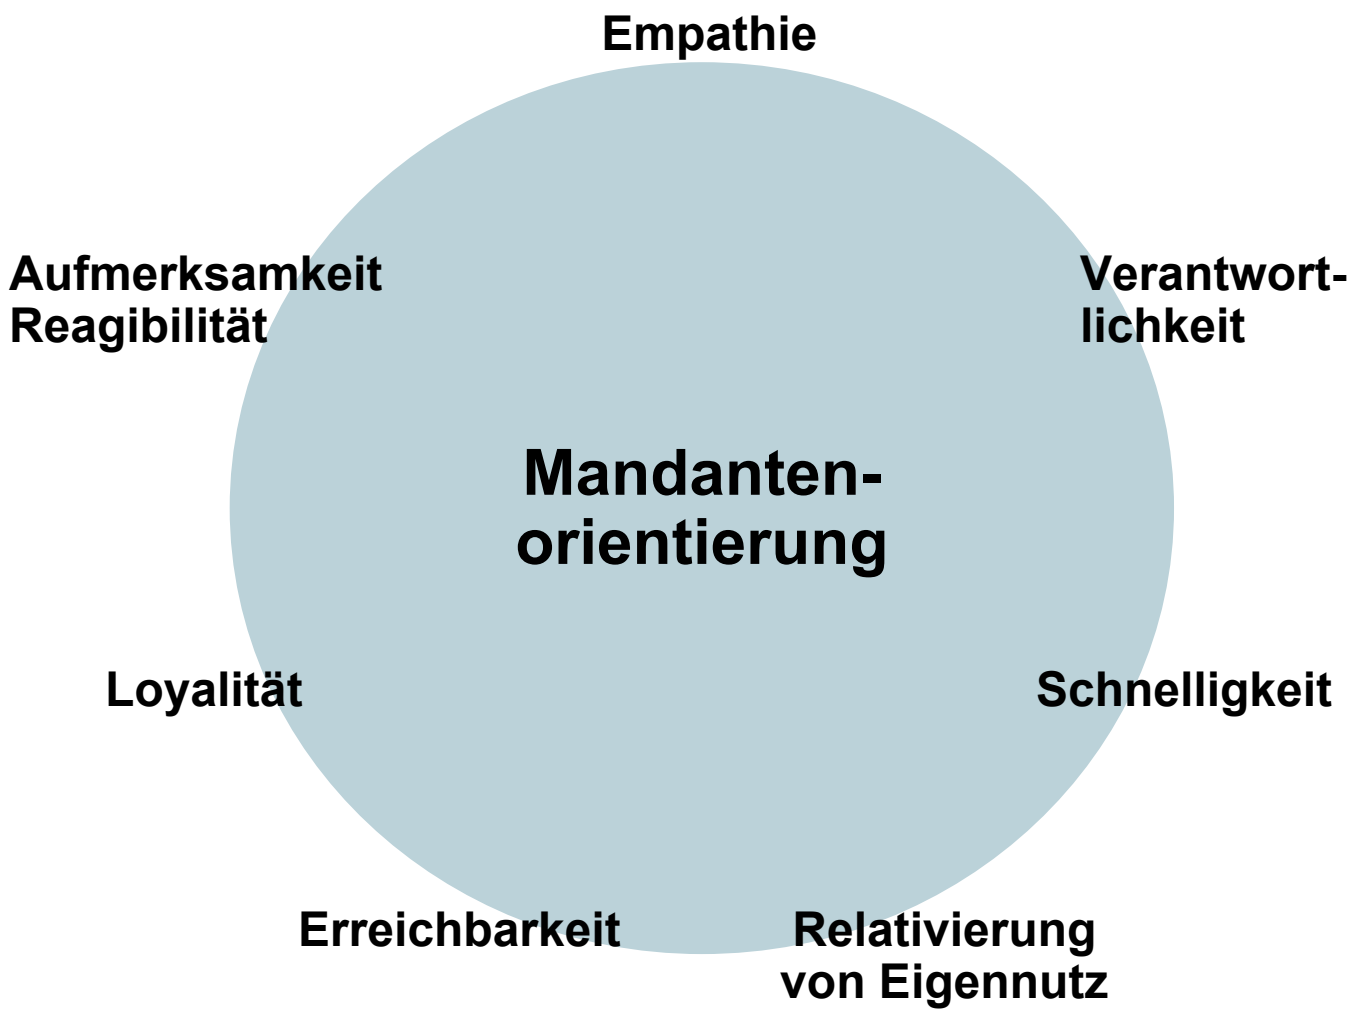 Empathie
Aufmerksamkeit
Reagibilität
Verantwort-
lichkeit
Mandanten-
orientierung
Loyalität
Schnelligkeit
Erreichbarkeit
Relativierung
von Eigennutz